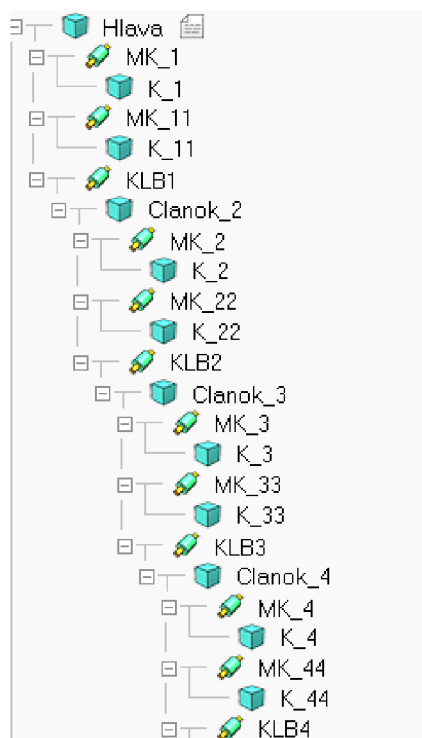 Hlava
MK_1
K_1
MK_11
K_11
KLB1
Clanok_2
MK_2
K_2
MK_22
K_22
KLB2
Clanok_3
MK_3
K_3
MK_33
K_33
KLB3
Clanok_4
MK_4
K_4
MK_44
K_44
KLB4